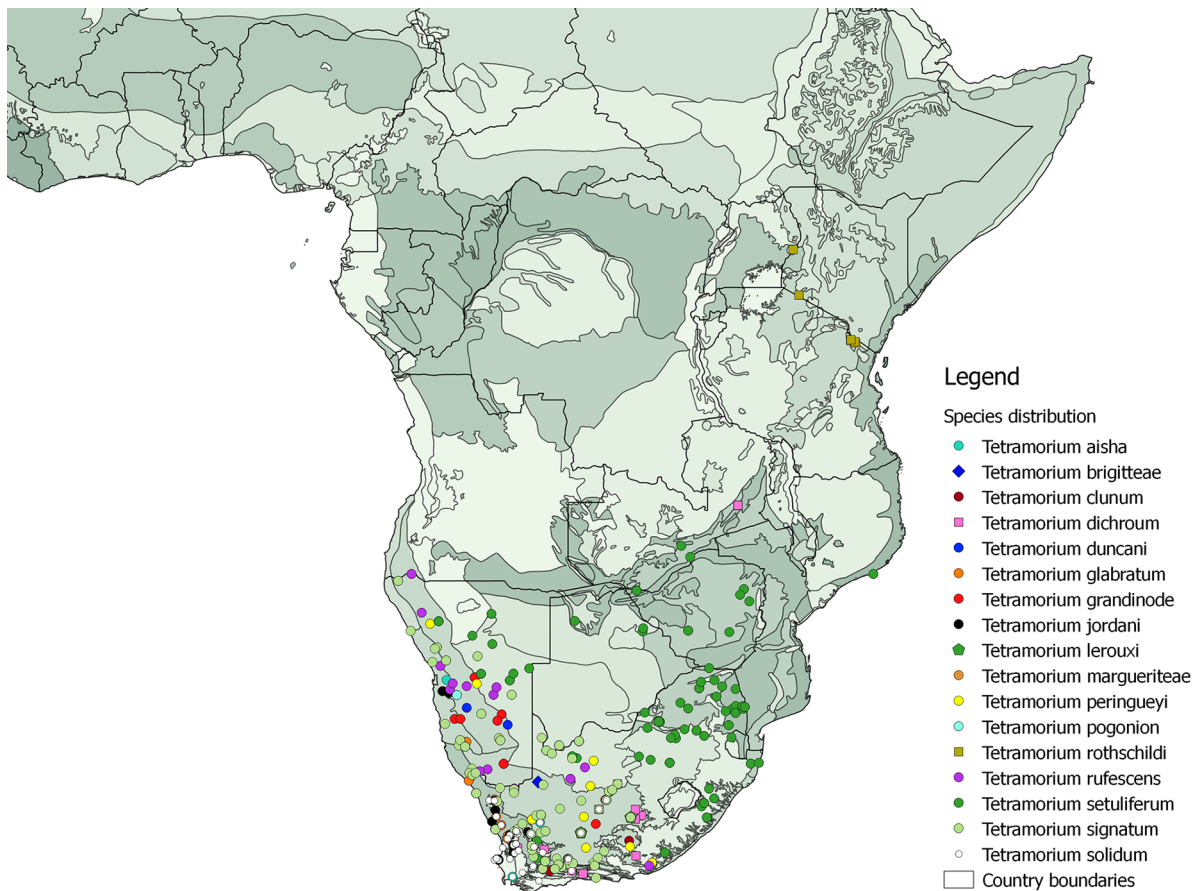 Legend
Species distribution
Tetramorium aisha
Tetramorium brigitteae
Tetramorium clunum
Tetramorium dichroum
Tetramorium duncani
Tetramorium glabratum
Tetramorium grandinode
Tetramorium jordani
Tetramorium lerouxi
Tetramorium margueriteae
Tetramorium peringueyi
Tetramorium pogonion
Tetramorium rothschildi
Tetramorium rufescens
Tetramorium setuliferum
Tetramorium signatum
Tetramorium solidum
Country boundaries